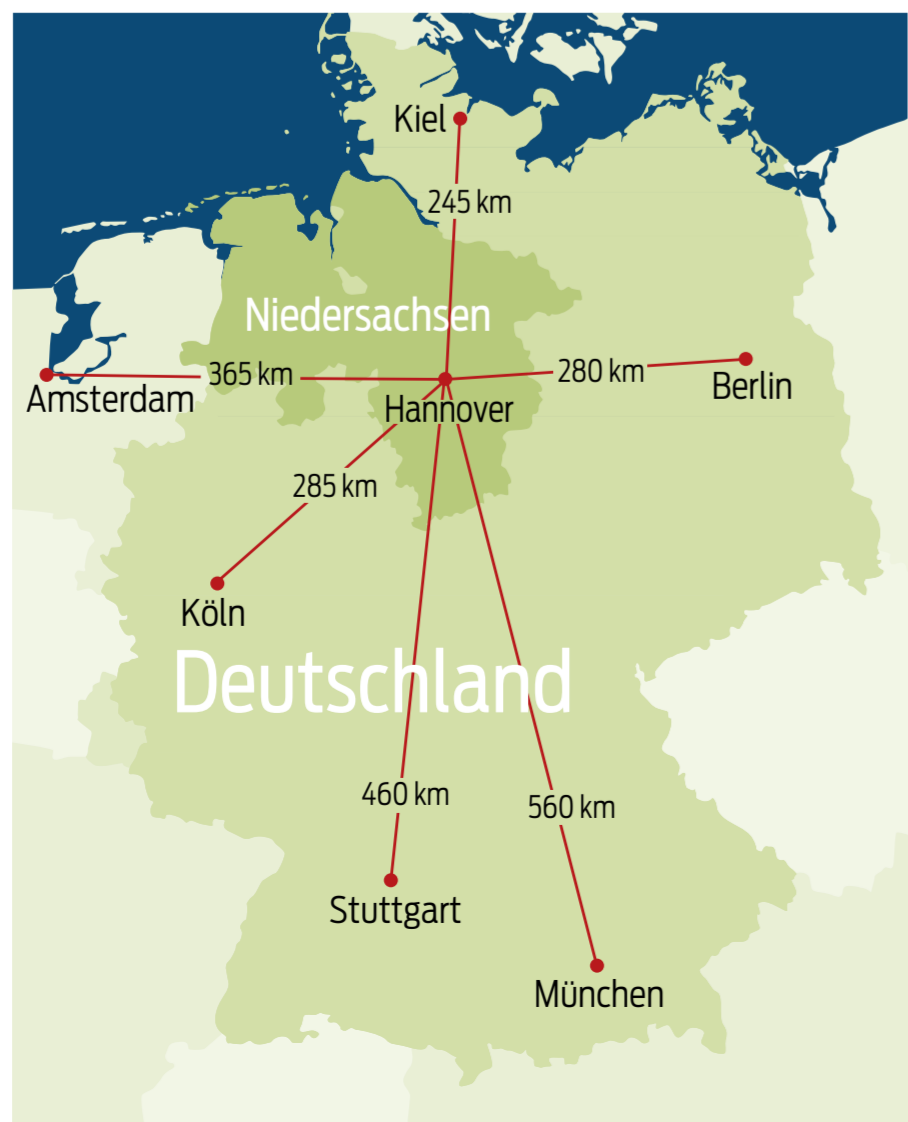 Kiel
245 km
Niedersachsen
365 km
280 km
Amsterdam
Hannover
Berlin
285 km
Köln
Deutschland
460 km
560 km
Stuttgart
München